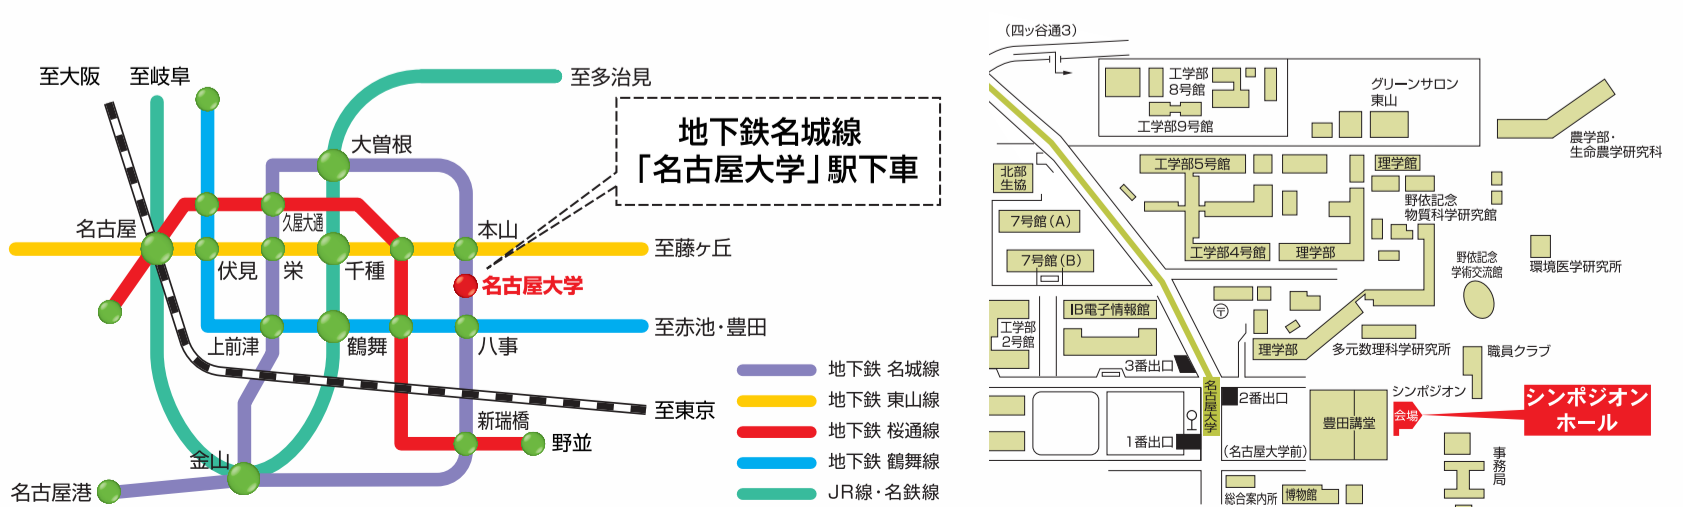 至大阪
至岐阜
至多治見
地下鉄名城線
「名古屋大学」駅下車
大曽根
名古屋
久屋大通
本山
至藤ヶ丘
伏見
栄
千種
名古屋大学
至赤池・豊田
上前津
鶴舞
八事
地下鉄 名城線
地下鉄 東山線
地下鉄 桜通線
地下鉄 鶴舞線
JR線・名鉄線
至東京
新瑞橋
野並
金山
名古屋港
(四ッ谷通3)
工学部
8号館
工学部9号館
グリーンサロン
東山
農学部・
生命農学研究科
北部
生協
工学部5号館
理学館
野依記念
物質科学研究館
7号館(A)
7号館(B)
工学部4号館
理学部
野依記念
学術交流館
環境医学研究所
IB電子情報館
工学部
2号館
〒
理学部
多元数理科学研究所
職員クラブ
3番出口
名古屋大学
2番出口
1番出口
(名古屋大学前)
豊田講堂
シンポジオン
会場
シンポジオン
ホール
事務局
総合案内所
博物館